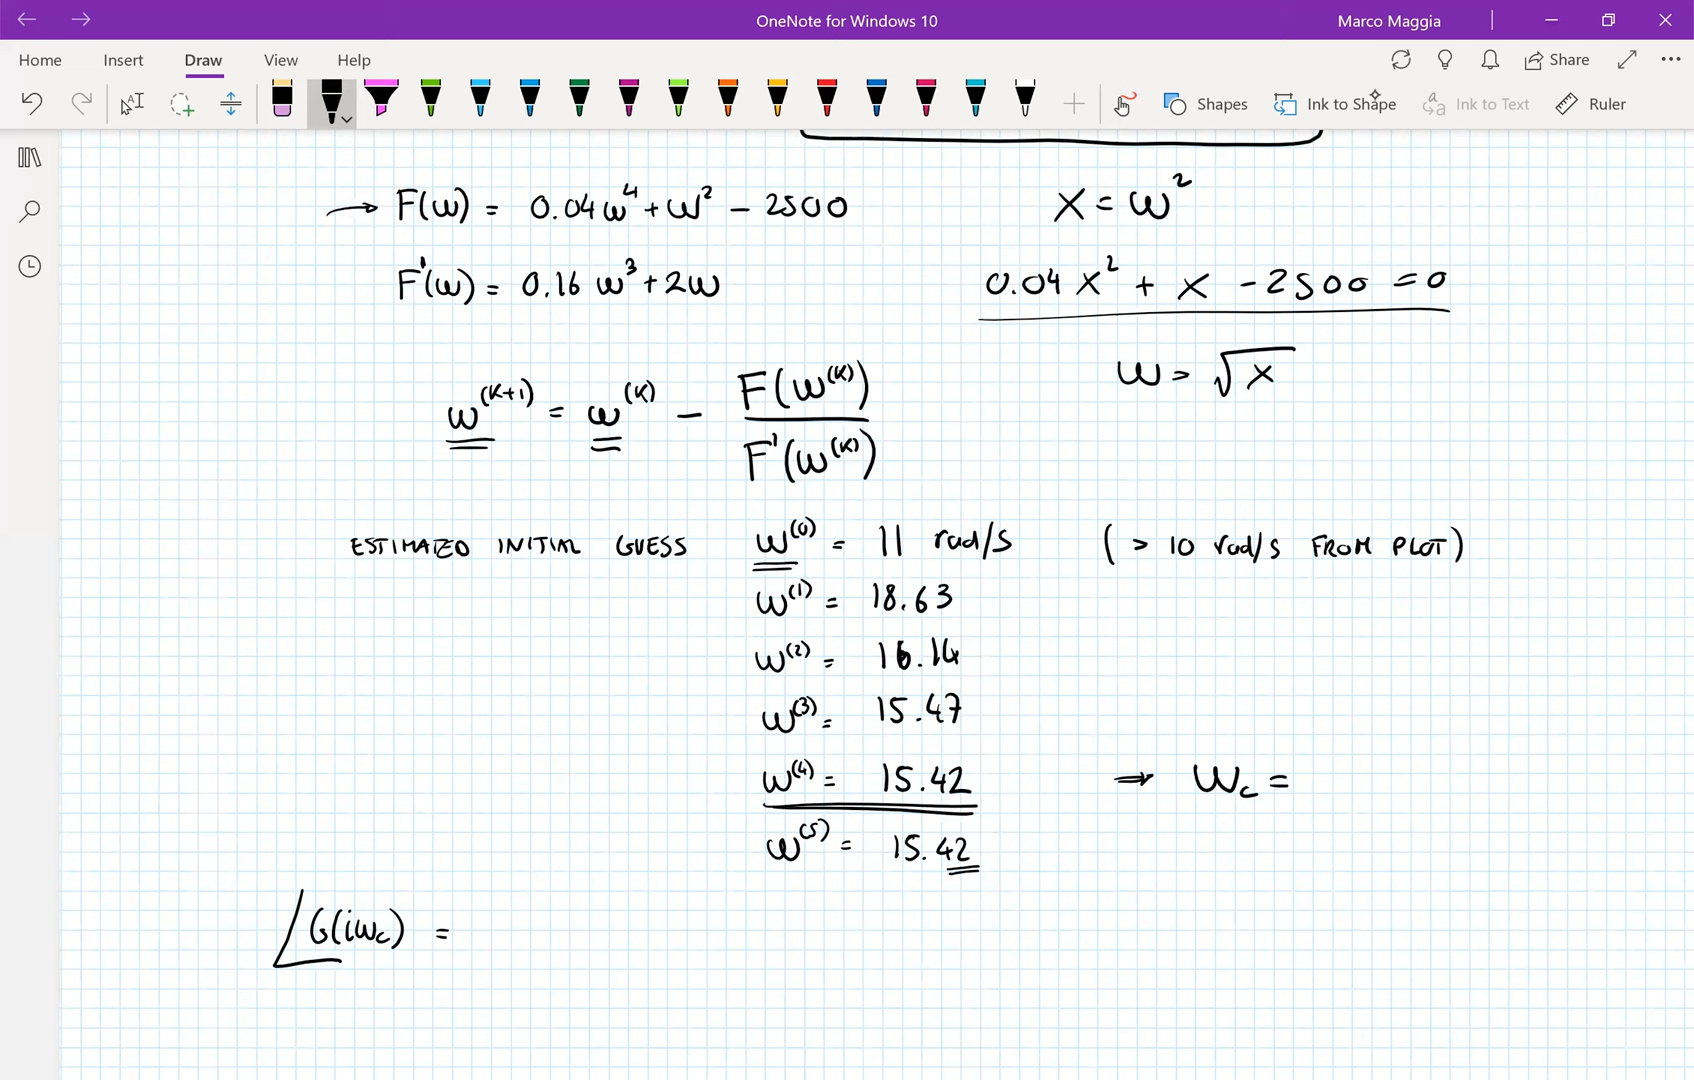 OneNote for Windows 10
Marco Maggia
Home Insert Draw View Help
Share
Shapes Ink to Shape Ink to Text Ruler
→ F(ω) = 0.04ω⁴ + ω² − 2500
X = ω²
F'(ω) = 0.16 ω³ + 2ω
0.04 X² + X − 2500 = 0
ω = √X
ω^(K+1) = ω^(K) − F(ω^(K)) / F'(ω^(K))
ESTIMATED INITIAL GUESS ω^(0) = 11 rad/s ( > 10 rad/s FROM PLOT)
ω^(1) = 18.63
ω^(2) = 16.14
ω^(3) = 15.47
ω^(4) = 15.42 → ω_c =
ω^(5) = 15.42
∠G(iω_c) =